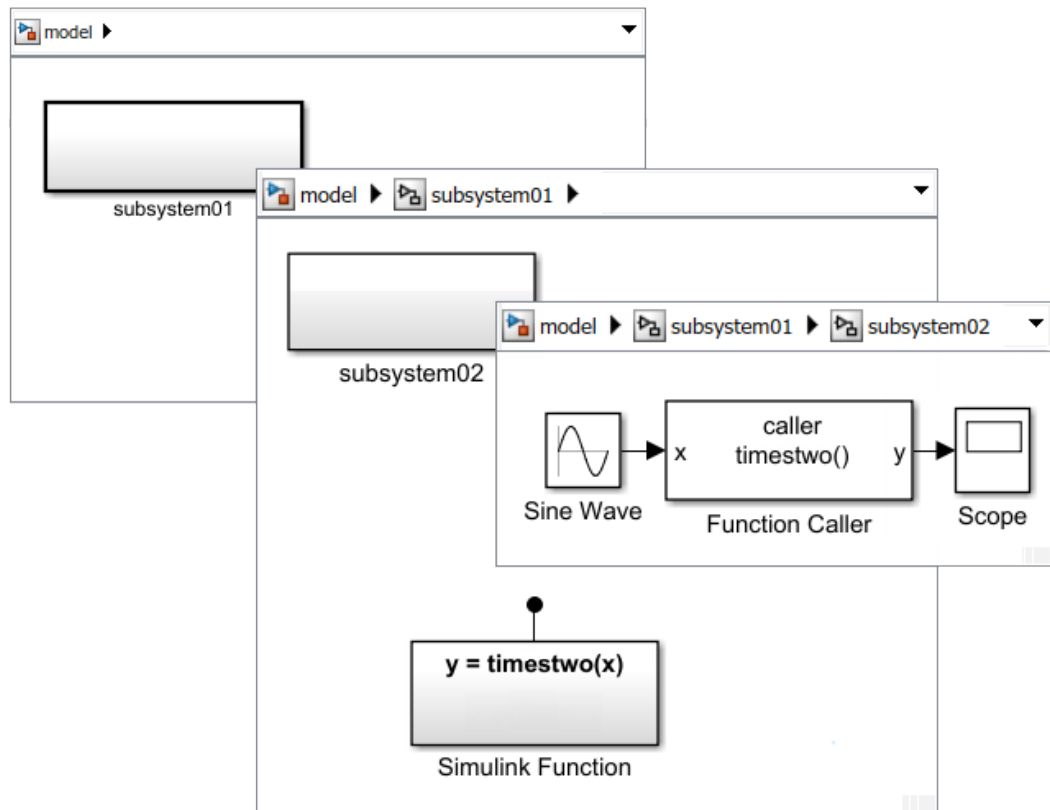 model
subsystem01
model subsystem01
subsystem02
model subsystem01 subsystem02
caller
x timestwo() y
Sine Wave Function Caller Scope
y = timestwo(x)
Simulink Function